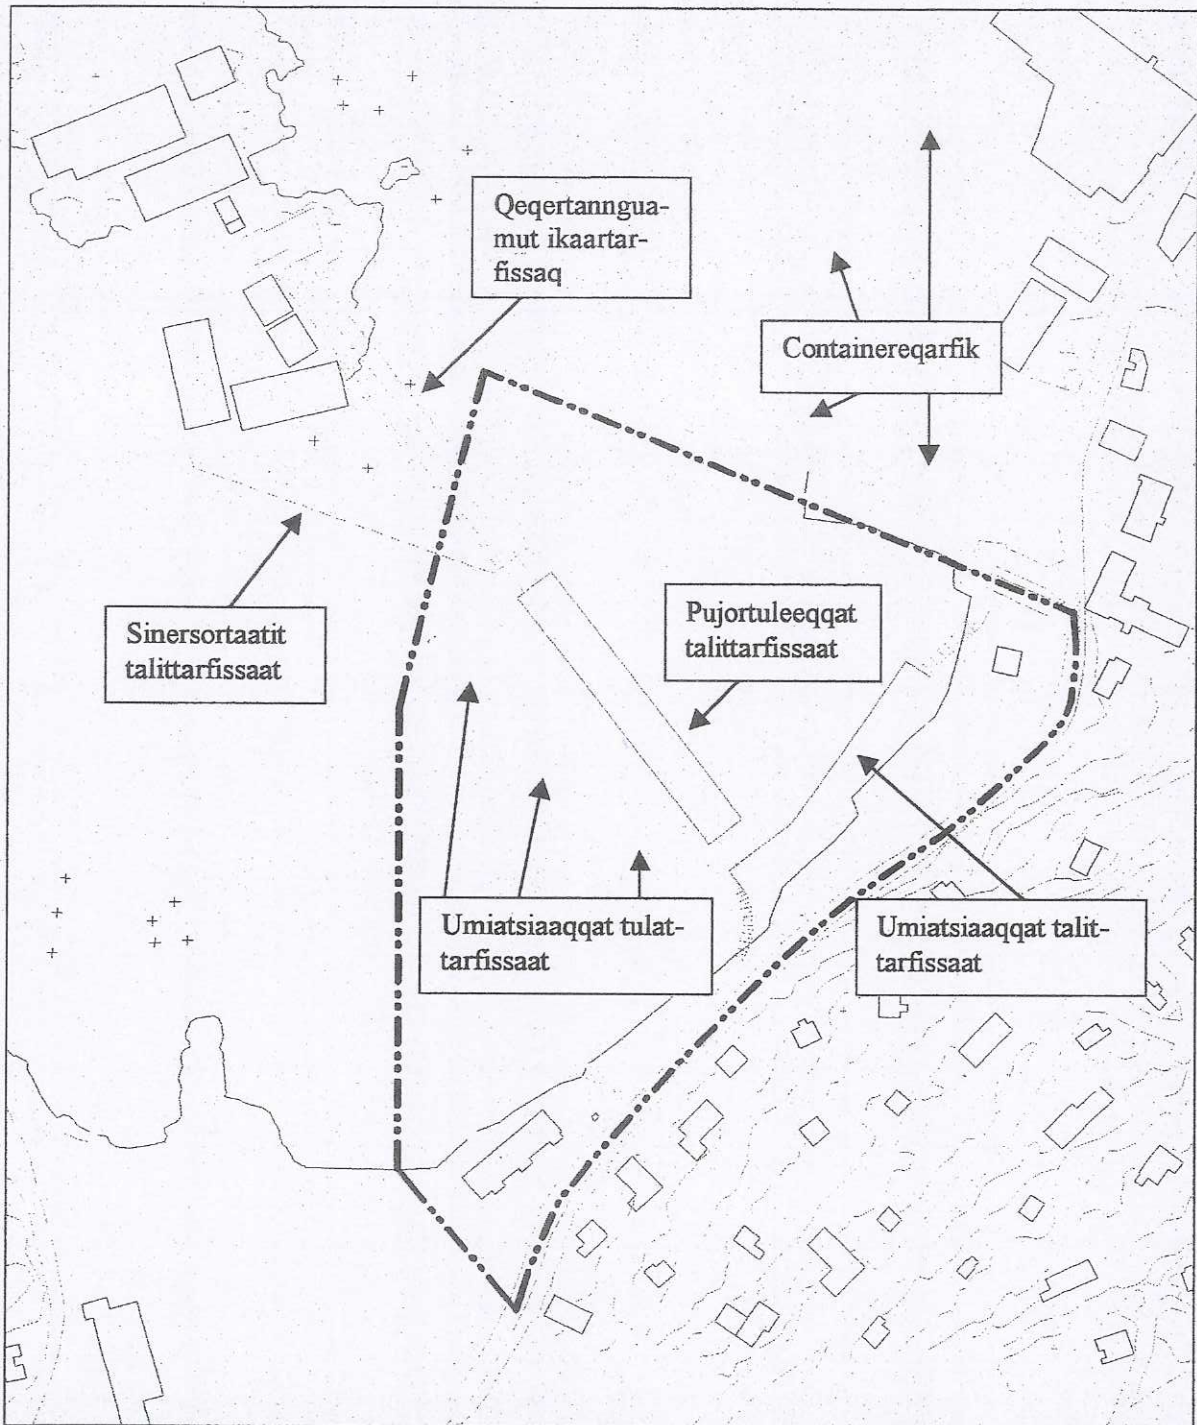 Qeqertanngua-
mut ikaartar-
fissaq
Containereqarfik
Sinersortaatit
talittarfissaat
Pujortuleeqqat
talittarfissaat
Umiatsiaaqqat tulat-
tarfissaat
Umiatsiaaqqat talit-
tarfissaat